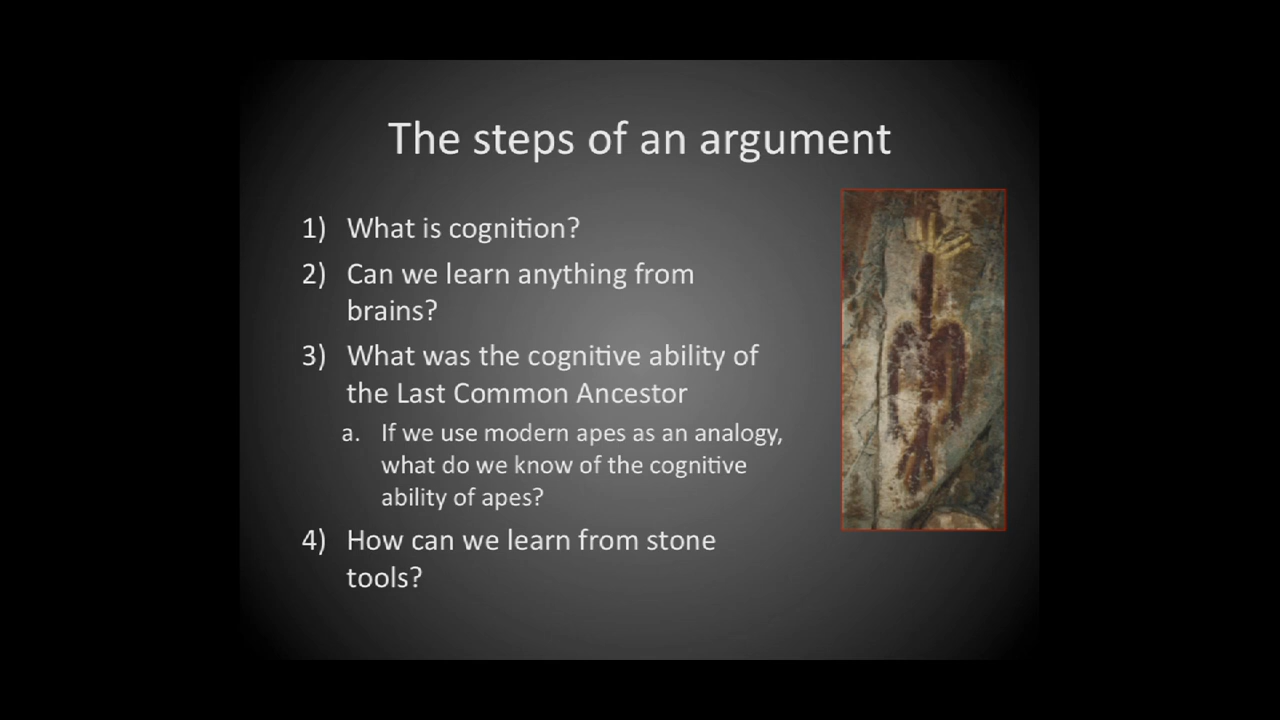 The steps of an argument
1) What is cognition?
2) Can we learn anything from
brains?
3) What was the cognitive ability of
the Last Common Ancestor
a. If we use modern apes as an analogy,
what do we know of the cognitive
ability of apes?
4) How can we learn from stone
tools?